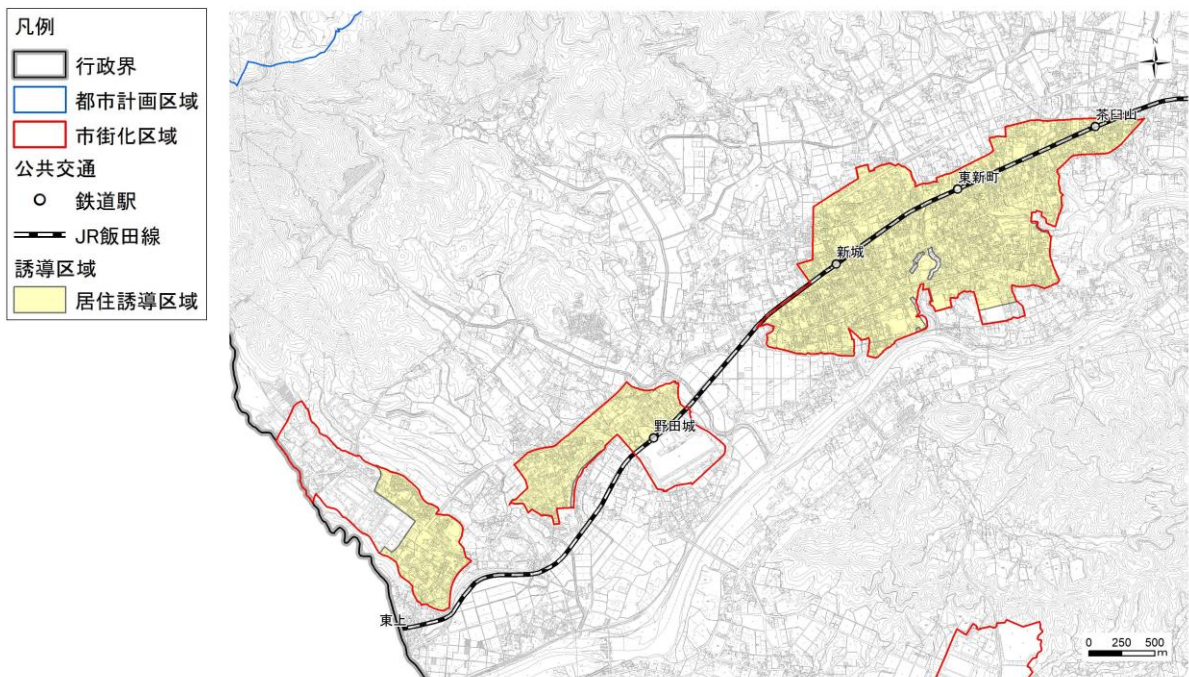 凡例
行政界
都市計画区域
市街化区域
公共交通
鉄道駅
JR飯田線
誘導区域
居住誘導区域
N
茶臼山
東新町
新城
野田城
東上
0 250 500
m